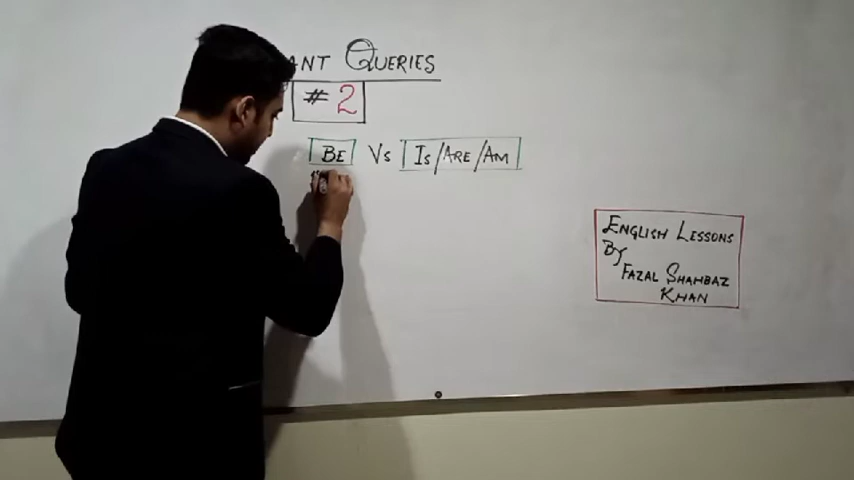 ANT QUERIES
# 2
BE Vs IS/ARE/AM
ENGLISH LESSONS
BY
FAZAL SHAHBAZ
KHAN